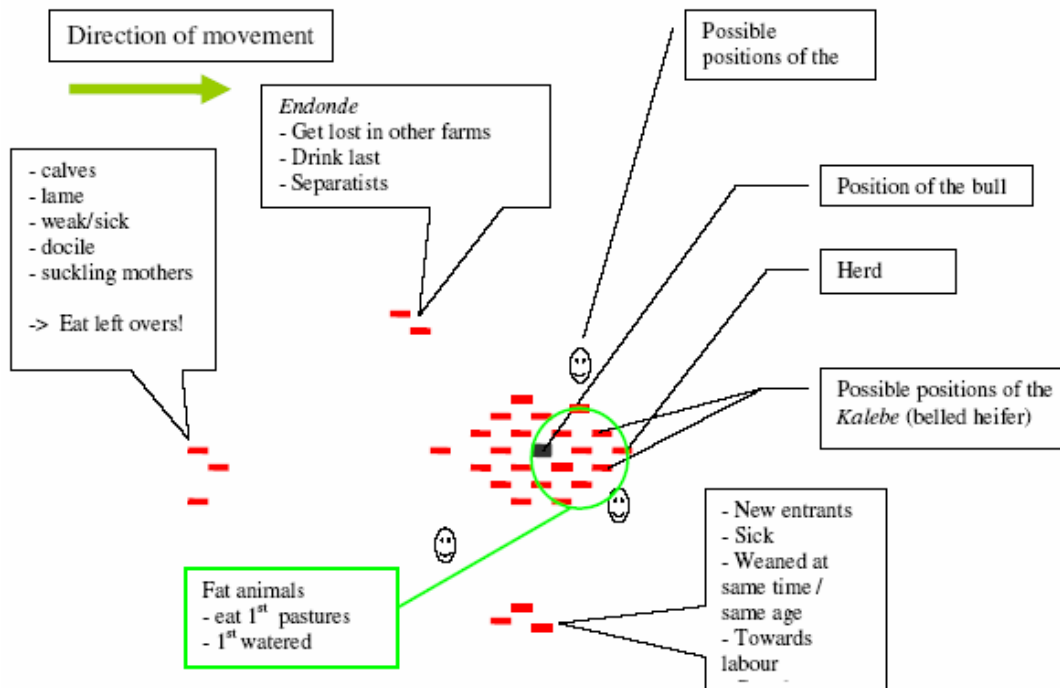 Direction of movement
Possible
positions of the
Endonde
- Get lost in other farms
- Drink last
- Separatists
- calves
- lame
- weak/sick
- docile
- suckling mothers
-> Eat left overs!
Position of the bull
Herd
Possible positions of the
Kalebe (belled heifer)
Fat animals
- eat 1st pastures
- 1st watered
- New entrants
- Sick
- Weaned at
same time /
same age
- Towards
labour